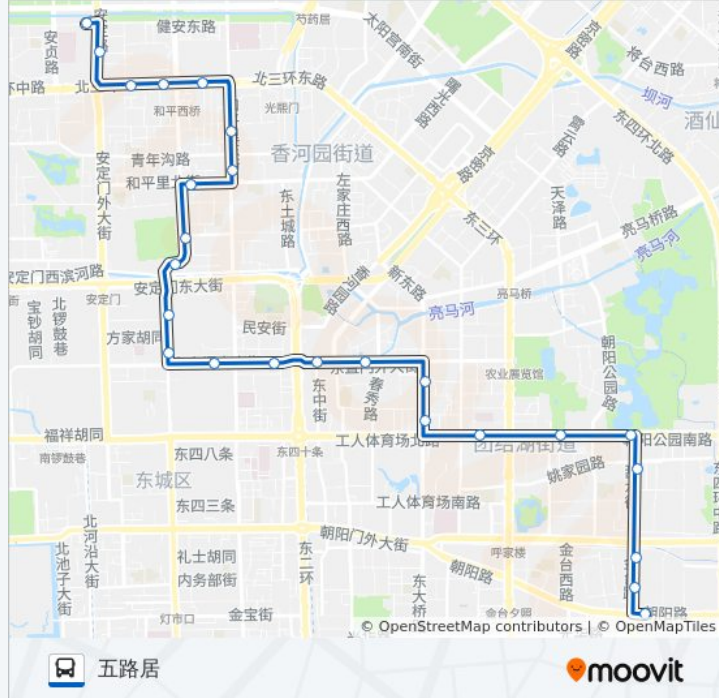 太阳宫南街
京密路
安贞路
健安东路
芍药居
将台西路
北三环东路
环中路
曙光西路
坝河
和平西桥
光熙门
东四环北路
酒仙
青年沟路
香河园街道
京密路
和平里北街
安定门外大街
东土城路
左家庄西路
天泽路
东三环
亮马桥路
亮马河
安定门西滨河路
安定门东大街
香河园路
新东路
安定门
亮马桥
宝钞胡同
北锣鼓巷
民安街
亮马河
方家胡同
朝阳公园路
东直门外大街
农业展览馆
东中街
春秀路
福祥胡同
工人体育场北路
团结湖街道
朝阳公园南路
南锣鼓巷
东四八条
东四十条
姚家园路
东城区
东四三条
工人体育场南路
北河沿大街
朝阳门外大街
北池子大街
礼士胡同
东二环
呼家楼
金台西路
内务部街
朝阳路
东大桥
灯市口
金宝街
金台夕照
朝阳路
© OpenStreetMap contributors | © OpenMapTiles
五路居
moovit